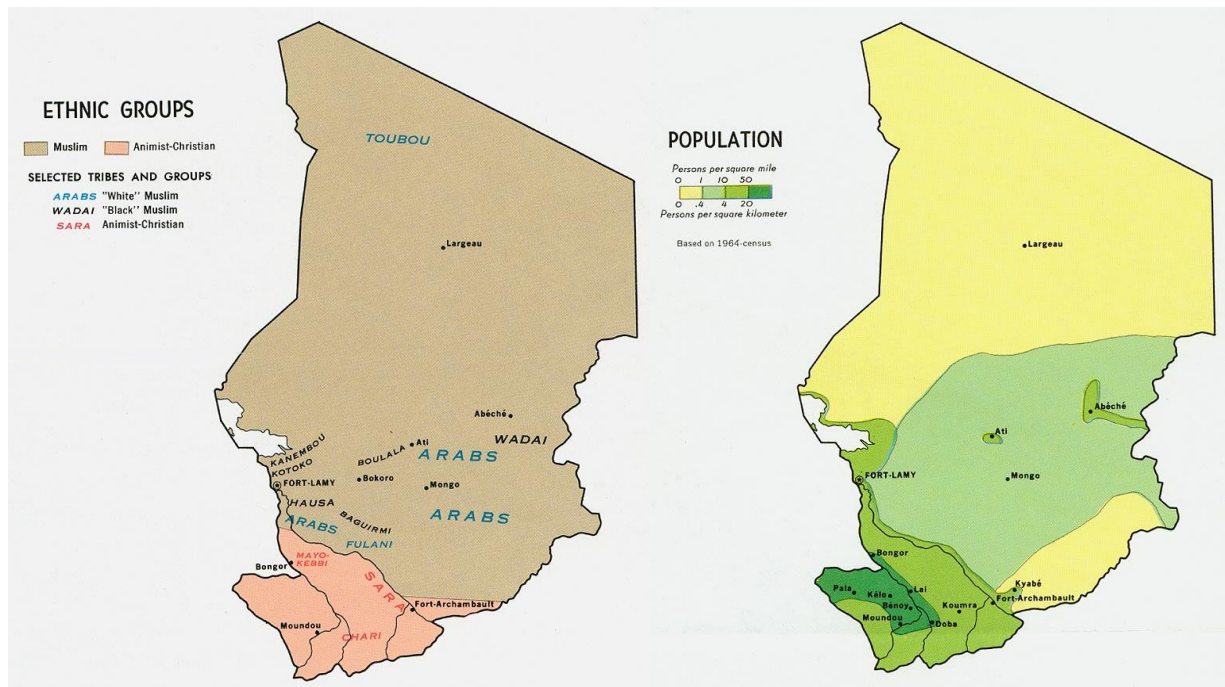 ETHNIC GROUPS
Muslim Animist-Christian
SELECTED TRIBES AND GROUPS
ARABS "White" Muslim
WADAI "Black" Muslim
SARA Animist-Christian
TOUBOU
Largeau
Abéché
WADAI
Ati
BOULALA
ARABS
KANEMBOU
KOTOKO
Bokoro
FORT-LAMY
Mongo
HAUSA
ARABS
BAGUIRMI
ARABS
FULANI
Bongor
MAYO-
KEBBI
SARA
Fort-Archambault
Moundou
CHARI
POPULATION
Persons per square mile
0 1 10 50
0 .4 4 20
Persons per square kilometer
Based on 1964-census
Largeau
Abéché
Ati
Mongo
FORT-LAMY
Bongor
Pala
Kélo
Lai
Kyabé
Bénoy
Koumra
Fort-Archambault
Moundou
Doba